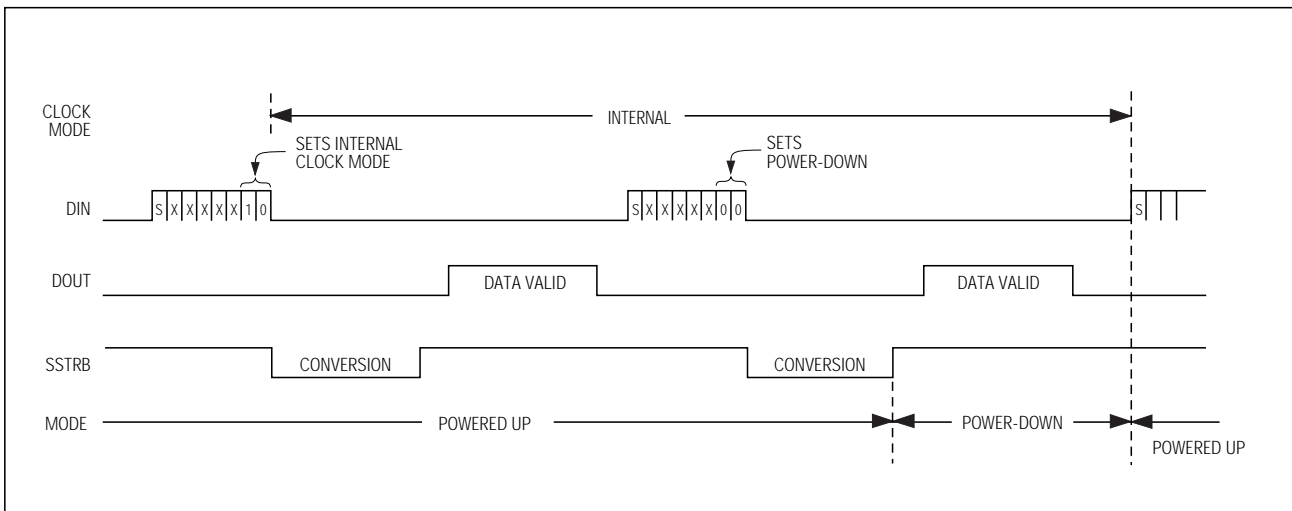 CLOCK
MODE
INTERNAL
SETS INTERNAL
CLOCK MODE
SETS
POWER-DOWN
DIN
S X X X X X 1 0
S X X X X X 0 0
S
DOUT
DATA VALID
DATA VALID
SSTRB
CONVERSION
CONVERSION
MODE
POWERED UP
POWER-DOWN
POWERED UP